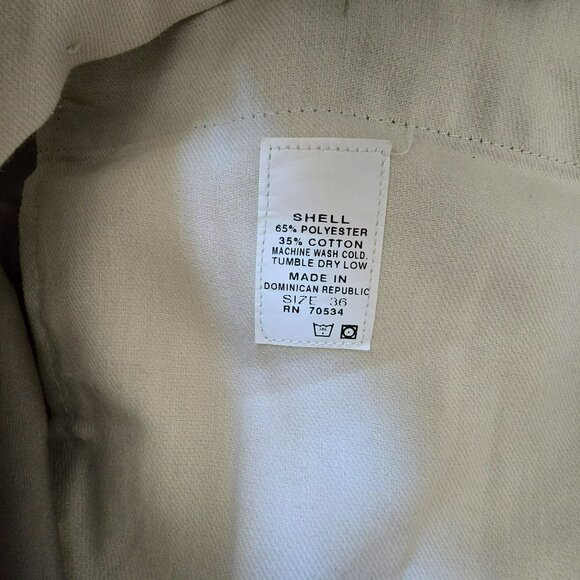 SHELL
65% POLYESTER
35% COTTON
MACHINE WASH COLD.
TUMBLE DRY LOW
MADE IN
DOMINICAN REPUBLIC
SIZE 36
RN 70534